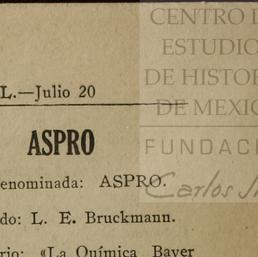 CENTRO D
ESTUDIO
DE HISTOR
DE MEXIC
FUNDACI
Carlos
L.—Julio 20
ASPRO
enominada: ASPRO.
do: L. E. Bruckmann.
rio: «La Química Bayer